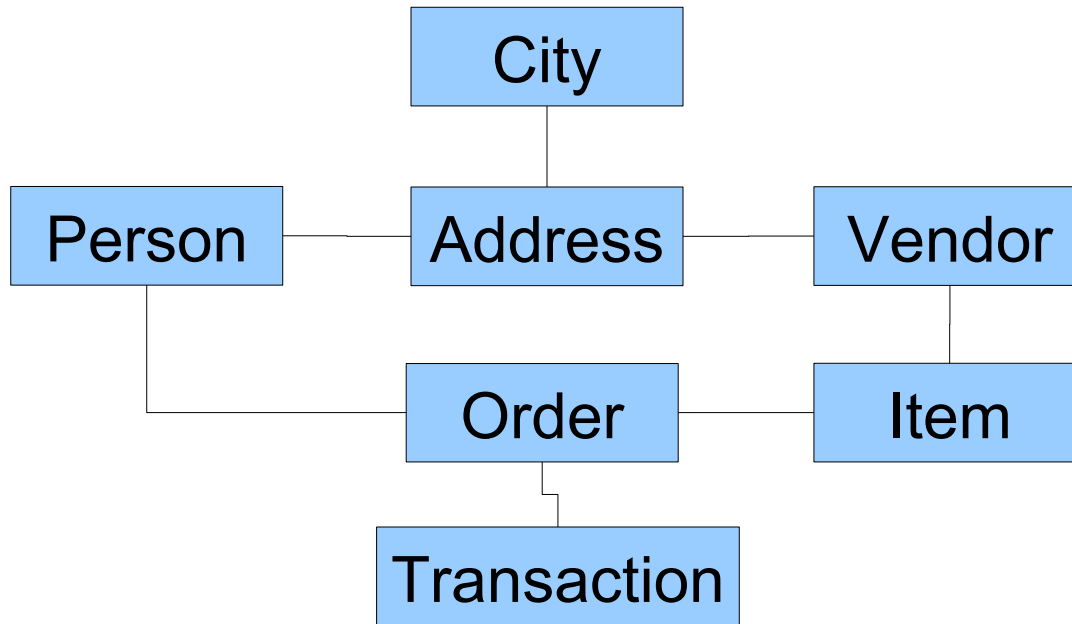 City
Person
Address
Vendor
Order
Item
Transaction